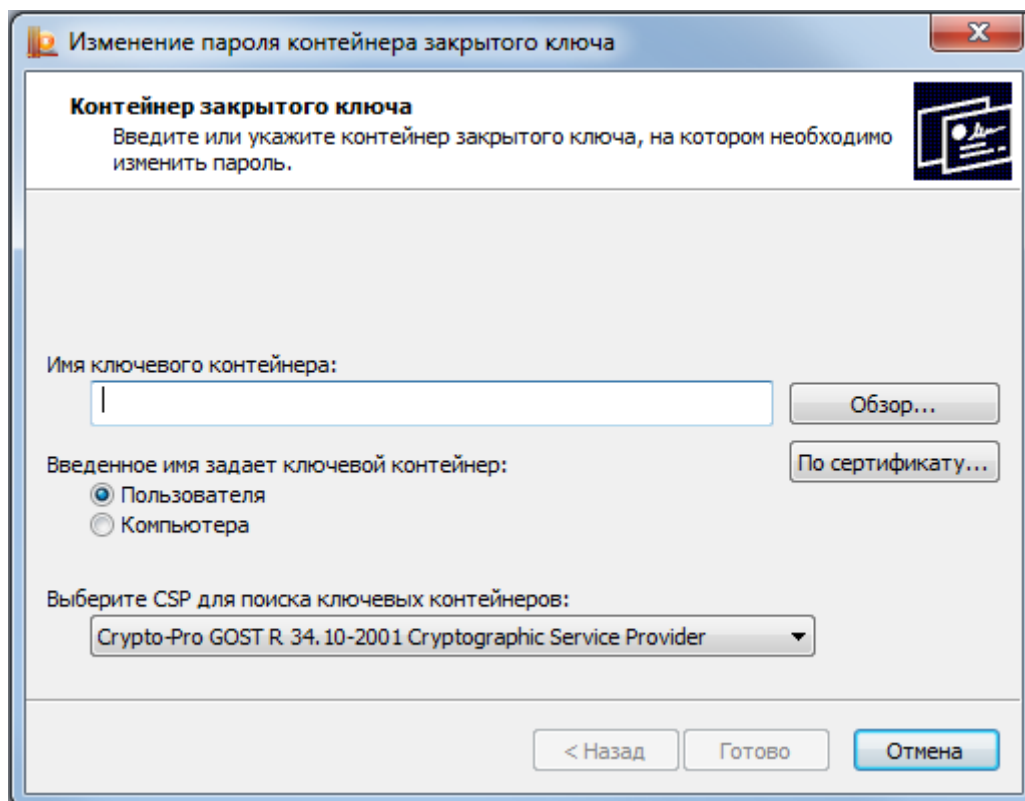 Изменение пароля контейнера закрытого ключа
Контейнер закрытого ключа
Введите или укажите контейнер закрытого ключа, на котором необходимо
изменить пароль.
Имя ключевого контейнера:
Обзор...
Введенное имя задает ключевой контейнер:
По сертификату...
Пользователя
Компьютера
Выберите CSP для поиска ключевых контейнеров:
Crypto-Pro GOST R 34.10-2001 Cryptographic Service Provider
< Назад
Готово
Отмена